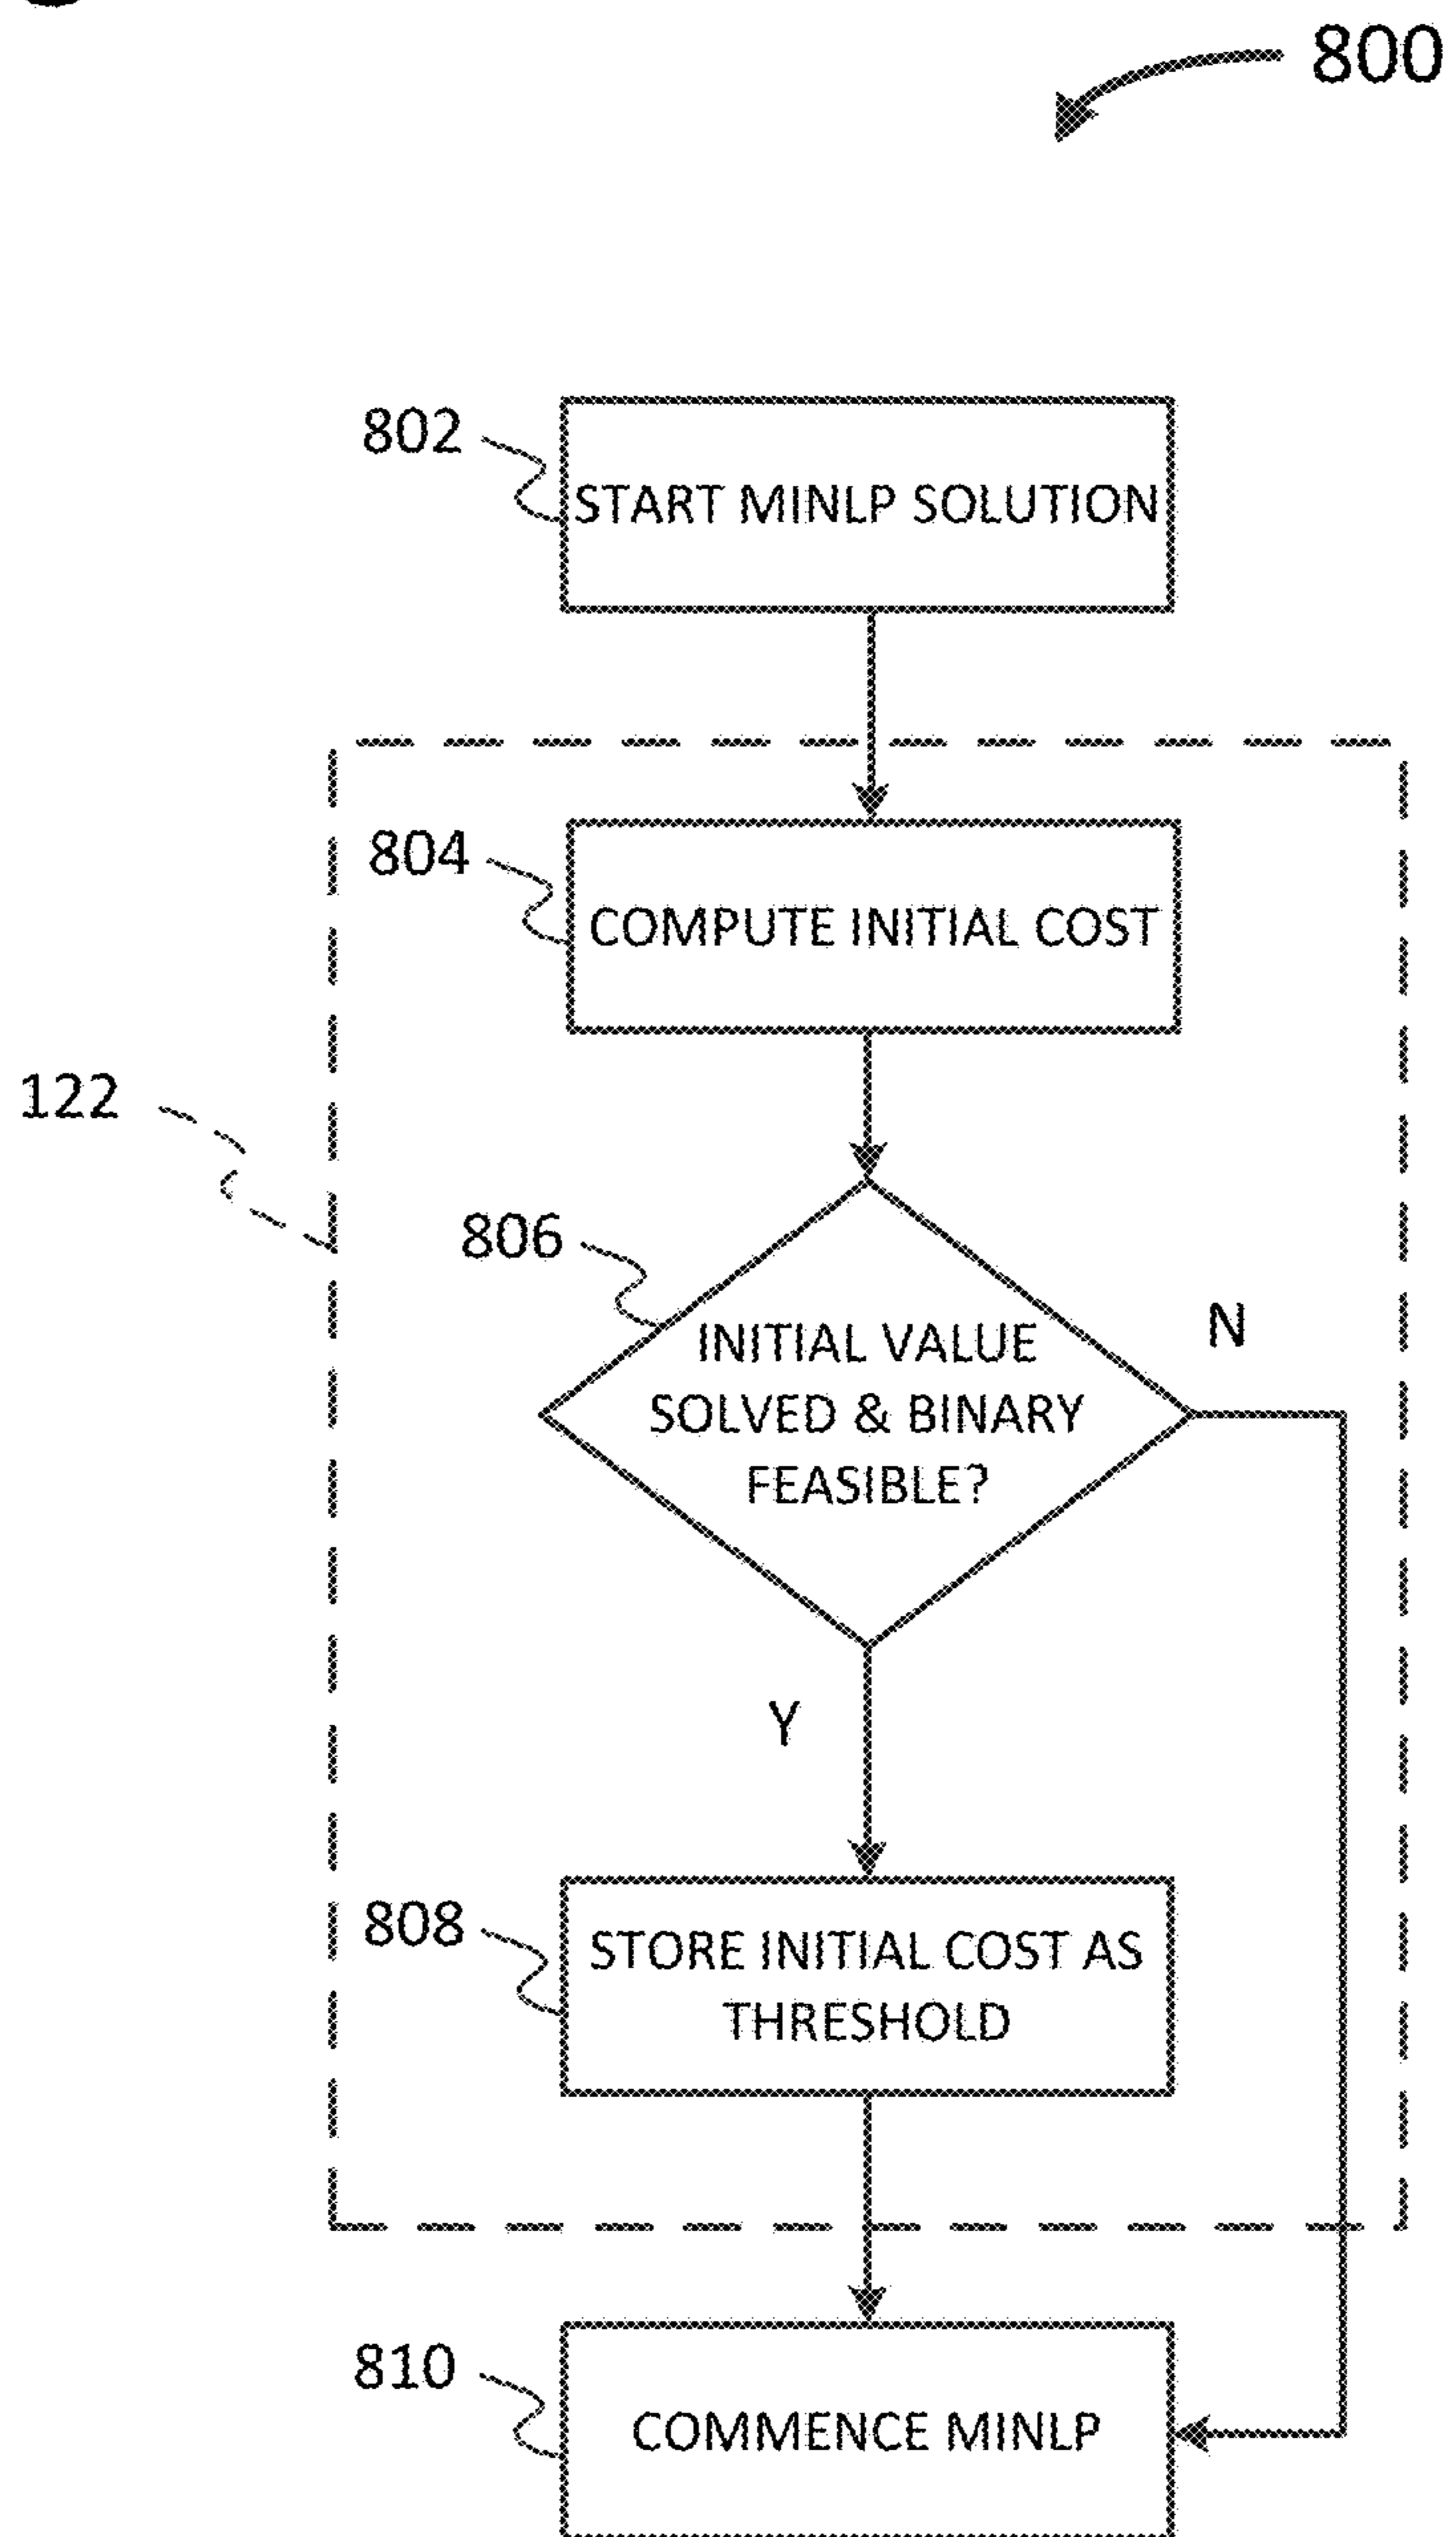 800
802
START MINLP SOLUTION
804
COMPUTE INITIAL COST
122
806
INITIAL VALUE
SOLVED & BINARY
FEASIBLE?
N
Y
808
STORE INITIAL COST AS
THRESHOLD
810
COMMENCE MINLP